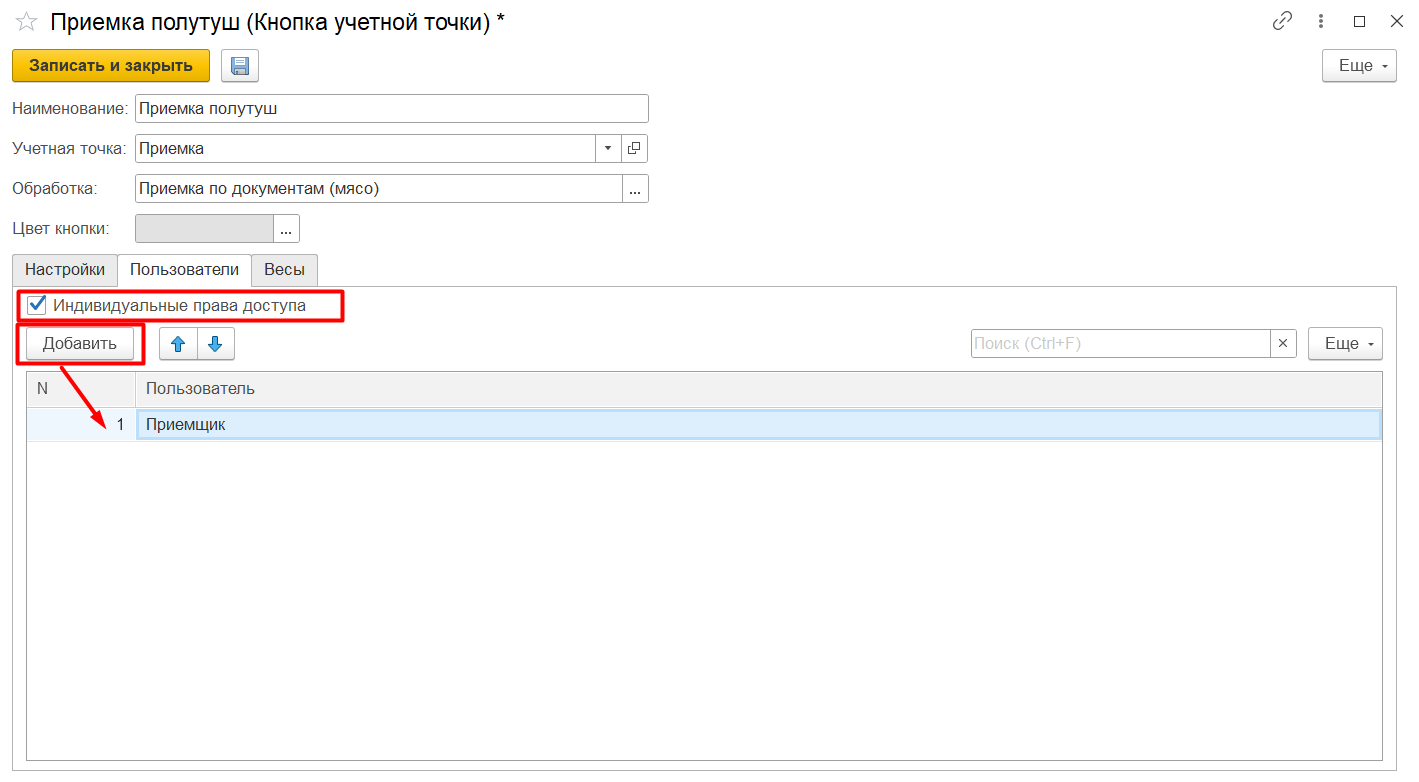 Приемка полутуш (Кнопка учетной точки) *
Записать и закрыть
Еще
Наименование: Приемка полутуш
Учетная точка: Приемка
Обработка: Приемка по документам (мясо) ...
Цвет кнопки: ...
Настройки Пользователи Весы
Индивидуальные права доступа
Добавить Поиск (Ctrl+F) × Еще
N Пользователь
1 Приемщик